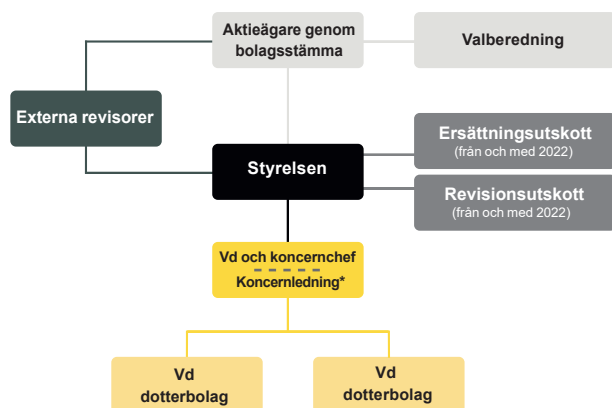 Aktieägare genom
bolagsstämma
Valberedning
Externa revisorer
Ersättningsutskott
(från och med 2022)
Styrelsen
Revisionsutskott
(från och med 2022)
Vd och koncernchef
Koncernledning*
Vd
dotterbolag
Vd
dotterbolag